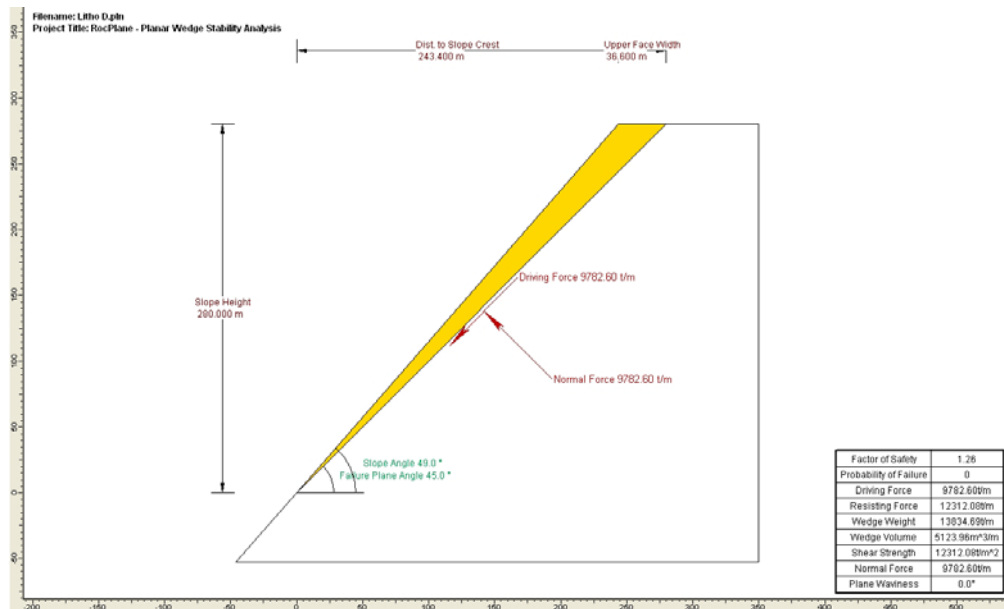 Filename: Litho D.pln
Project Title: RocPlane - Planar Wedge Stability Analysis
Dist. to Slope Crest
243.400 m
Upper Face Width
36.600 m
Slope Height
280.000 m
Driving Force 9782.60 t/m
Normal Force 9782.60 t/m
Slope Angle 49.0 °
Failure Plane Angle 45.0 °
Factor of Safety 1.26
Probability of Failure 0
Driving Force 9782.60t/m
Resisting Force 12312.08t/m
Wedge Weight 13834.69t/m
Wedge Volume 5123.96m^3/m
Shear Strength 12312.08t/m^2
Normal Force 9782.60t/m
Plane Waviness 0.0°
350
300
250
200
150
100
50
0
-50
-200 -150 -100 -50 0 50 100 150 200 250 300 350 400 450 500